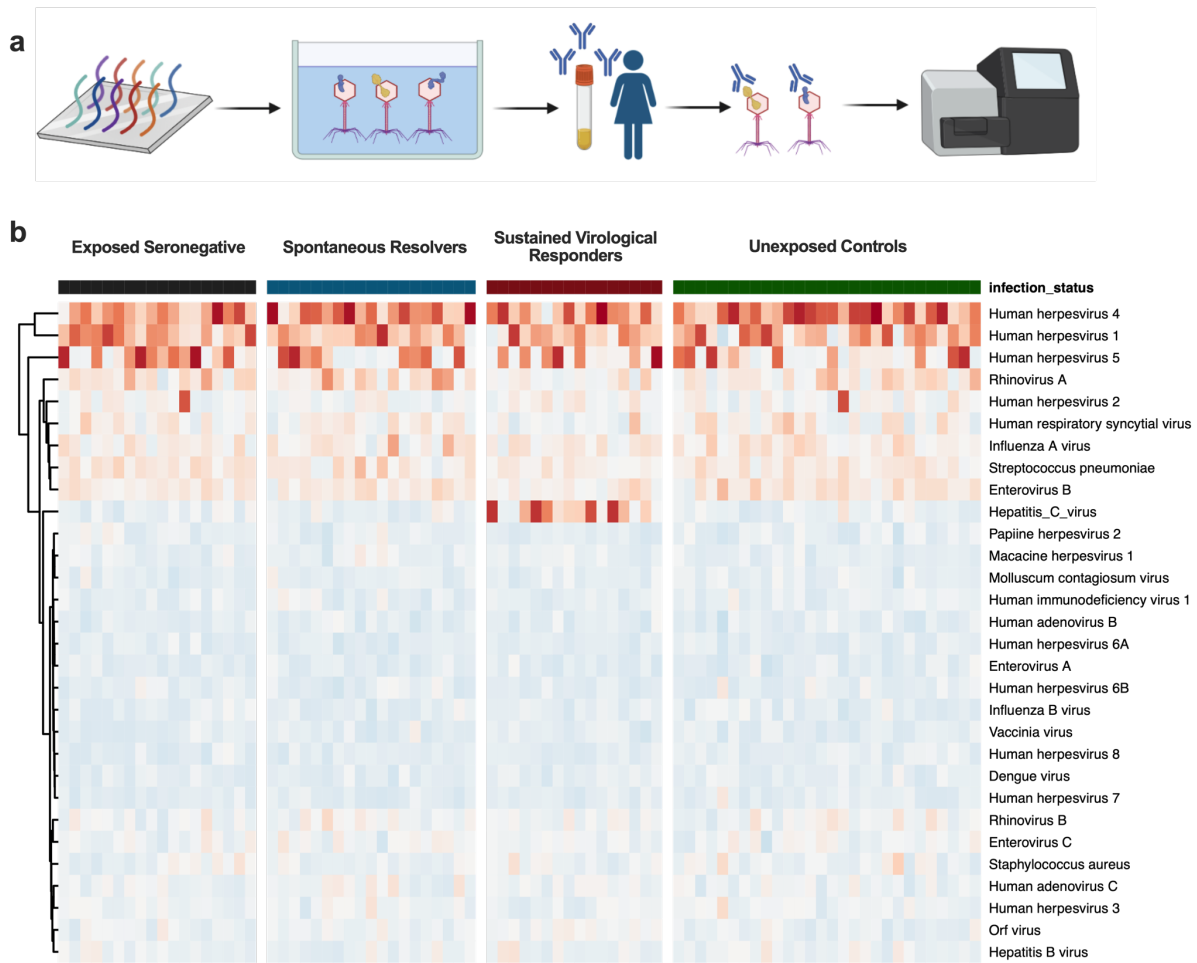 a
b
Exposed Seronegative
Spontaneous Resolvers
Sustained Virological
Responders
Unexposed Controls
infection_status
Human herpesvirus 4
Human herpesvirus 1
Human herpesvirus 5
Rhinovirus A
Human herpesvirus 2
Human respiratory syncytial virus
Influenza A virus
Streptococcus pneumoniae
Enterovirus B
Hepatitis_C_virus
Papiine herpesvirus 2
Macacine herpesvirus 1
Molluscum contagiosum virus
Human immunodeficiency virus 1
Human adenovirus B
Human herpesvirus 6A
Enterovirus A
Human herpesvirus 6B
Influenza B virus
Vaccinia virus
Human herpesvirus 8
Dengue virus
Human herpesvirus 7
Rhinovirus B
Enterovirus C
Staphylococcus aureus
Human adenovirus C
Human herpesvirus 3
Orf virus
Hepatitis B virus